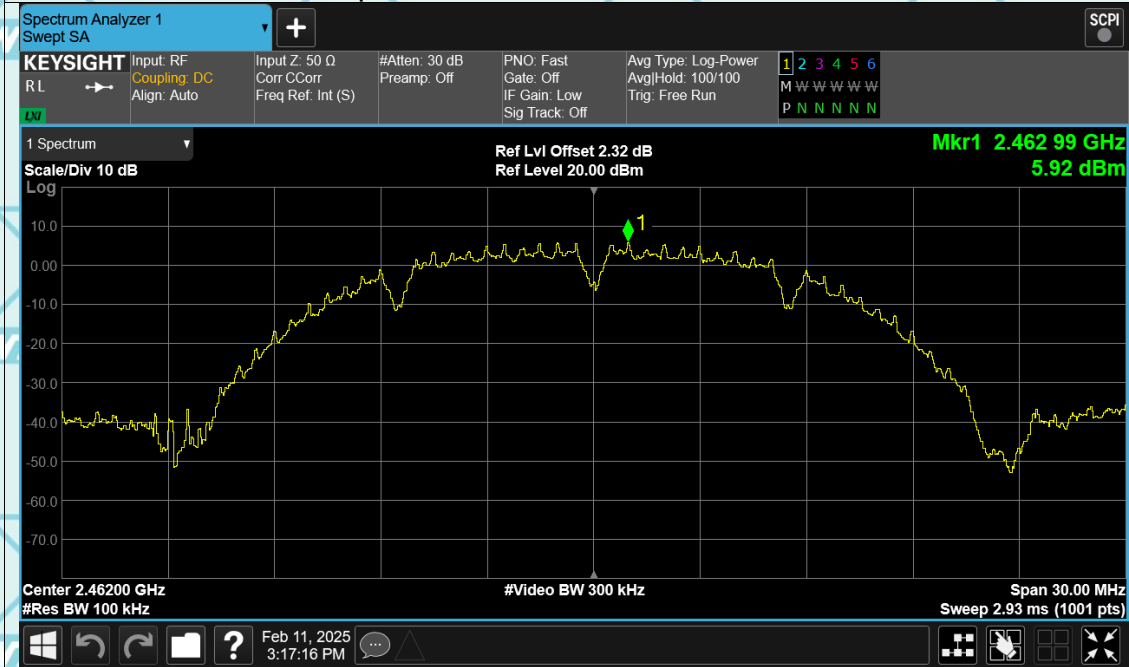 Spectrum Analyzer 1
Swept SA
+
SCPI
KEYSIGHT
R L
LXI
Input: RF
Coupling: DC
Align: Auto
Input Z: 50 Ω
Corr CCorr
Freq Ref: Int (S)
#Atten: 30 dB
Preamp: Off
PNO: Fast
Gate: Off
IF Gain: Low
Sig Track: Off
Avg Type: Log-Power
Avg|Hold: 100/100
Trig: Free Run
1 2 3 4 5 6
M W W W W W
P N N N N N
1 Spectrum
Scale/Div 10 dB
Log
Ref Lvl Offset 2.32 dB
Ref Level 20.00 dBm
Mkr1 2.462 99 GHz
5.92 dBm
1
10.0
0.00
-10.0
-20.0
-30.0
-40.0
-50.0
-60.0
-70.0
Center 2.46200 GHz
#Res BW 100 kHz
#Video BW 300 kHz
Span 30.00 MHz
Sweep 2.93 ms (1001 pts)
?
Feb 11, 2025
3:17:16 PM